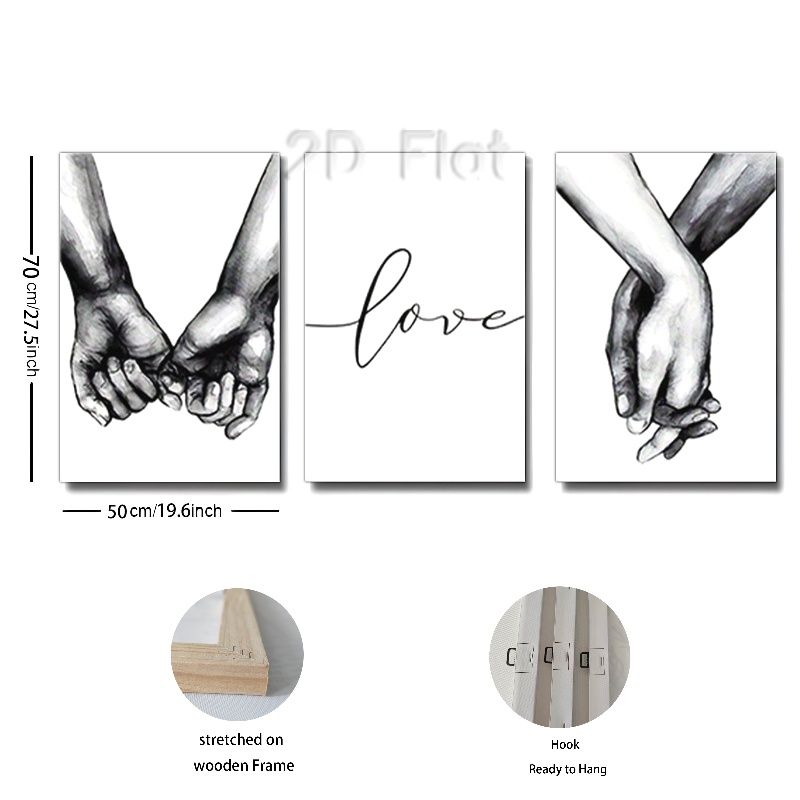 2D Flat
love
70 cm/27.5inch
50cm/19.6inch
stretched on
wooden Frame
Hook
Ready to Hang